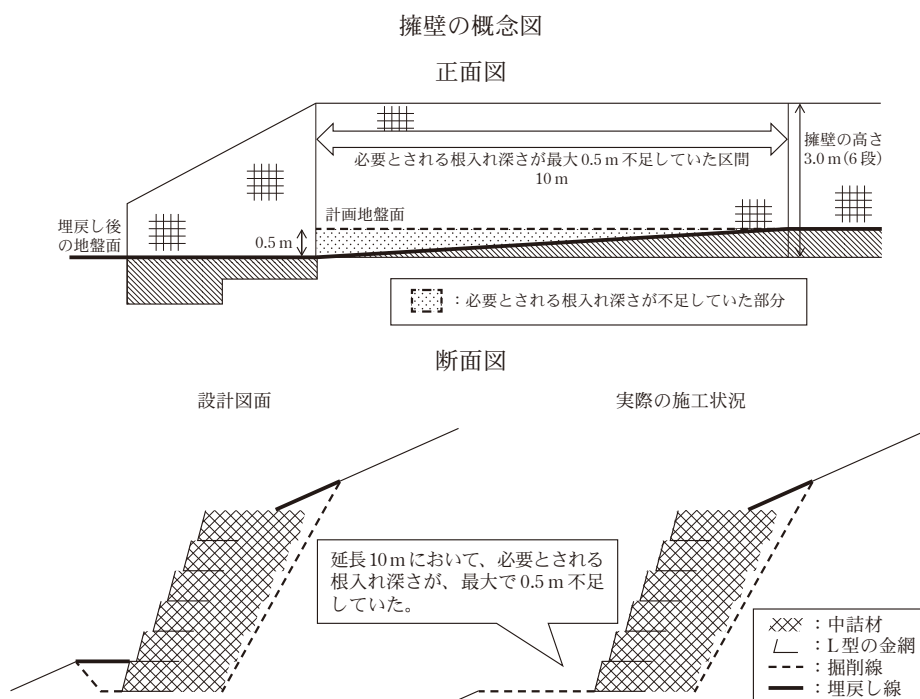 擁壁の概念図
正面図
必要とされる根入れ深さが最大0.5m不足していた区間
10m
擁壁の高さ
3.0m(6段)
計画地盤面
埋戻し後
の地盤面
0.5m
：必要とされる根入れ深さが不足していた部分
断面図
設計図面
実際の施工状況
延長10mにおいて、必要とされる
根入れ深さが、最大で0.5m不足
していた。
：中詰材
：L型の金網
：掘削線
：埋戻し線